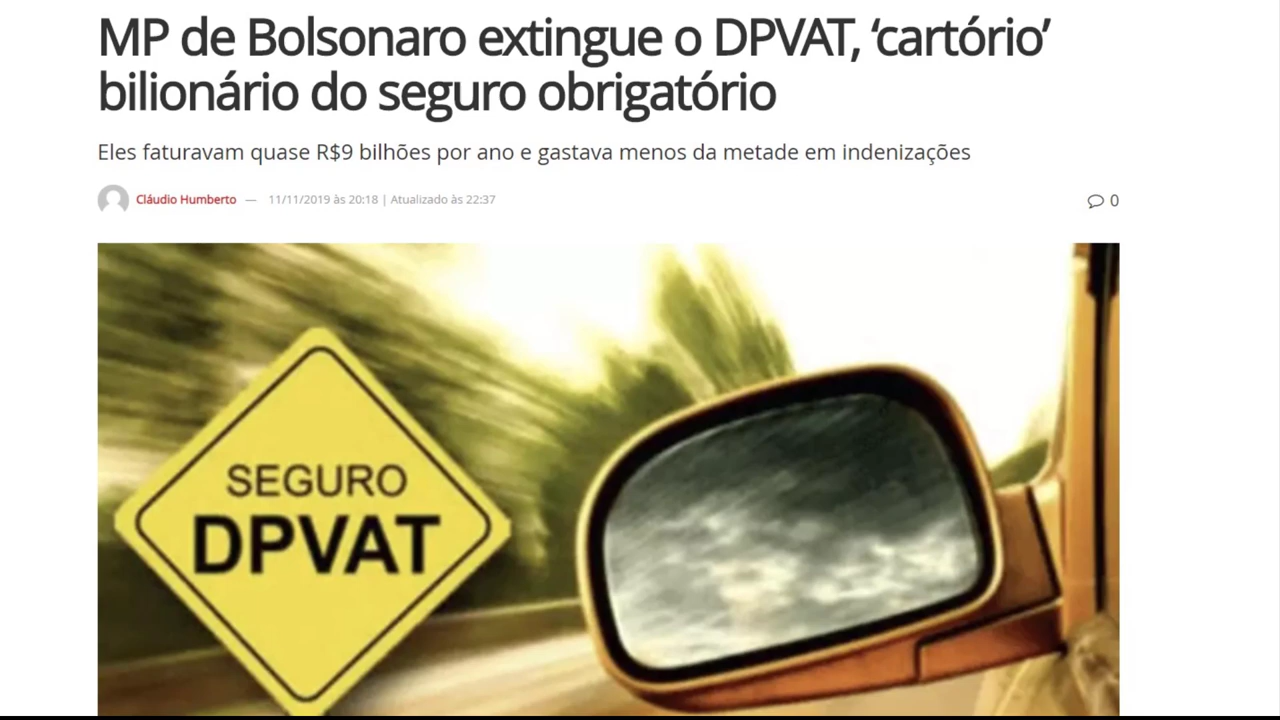 MP de Bolsonaro extingue o DPVAT, ‘cartório’
bilionário do seguro obrigatório
Eles faturavam quase R$9 bilhões por ano e gastava menos da metade em indenizações
Cláudio Humberto — 11/11/2019 às 20:18 | Atualizado às 22:37
0
SEGURO
DPVAT